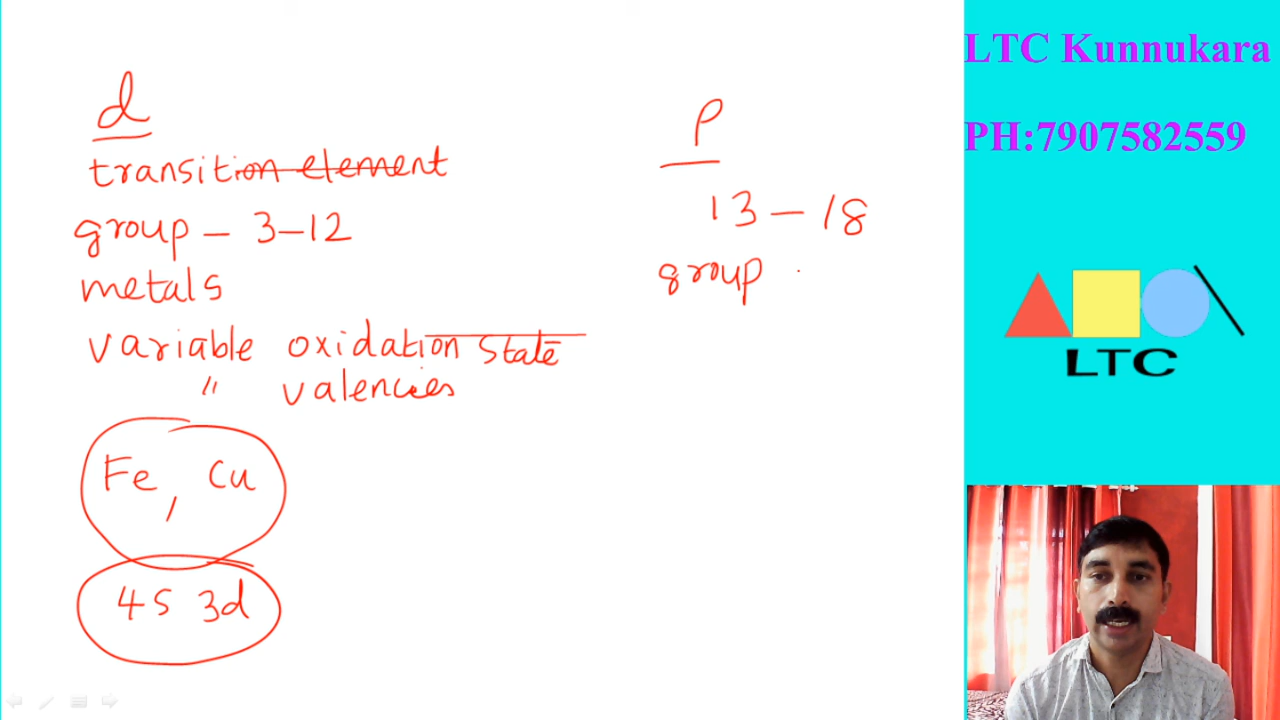 d
transition element
group - 3-12
metals
variable oxidation state
" valencies
Fe, Cu
4S 3d
P
13-18
group
LTC Kunnukara
PH:7907582559
LTC